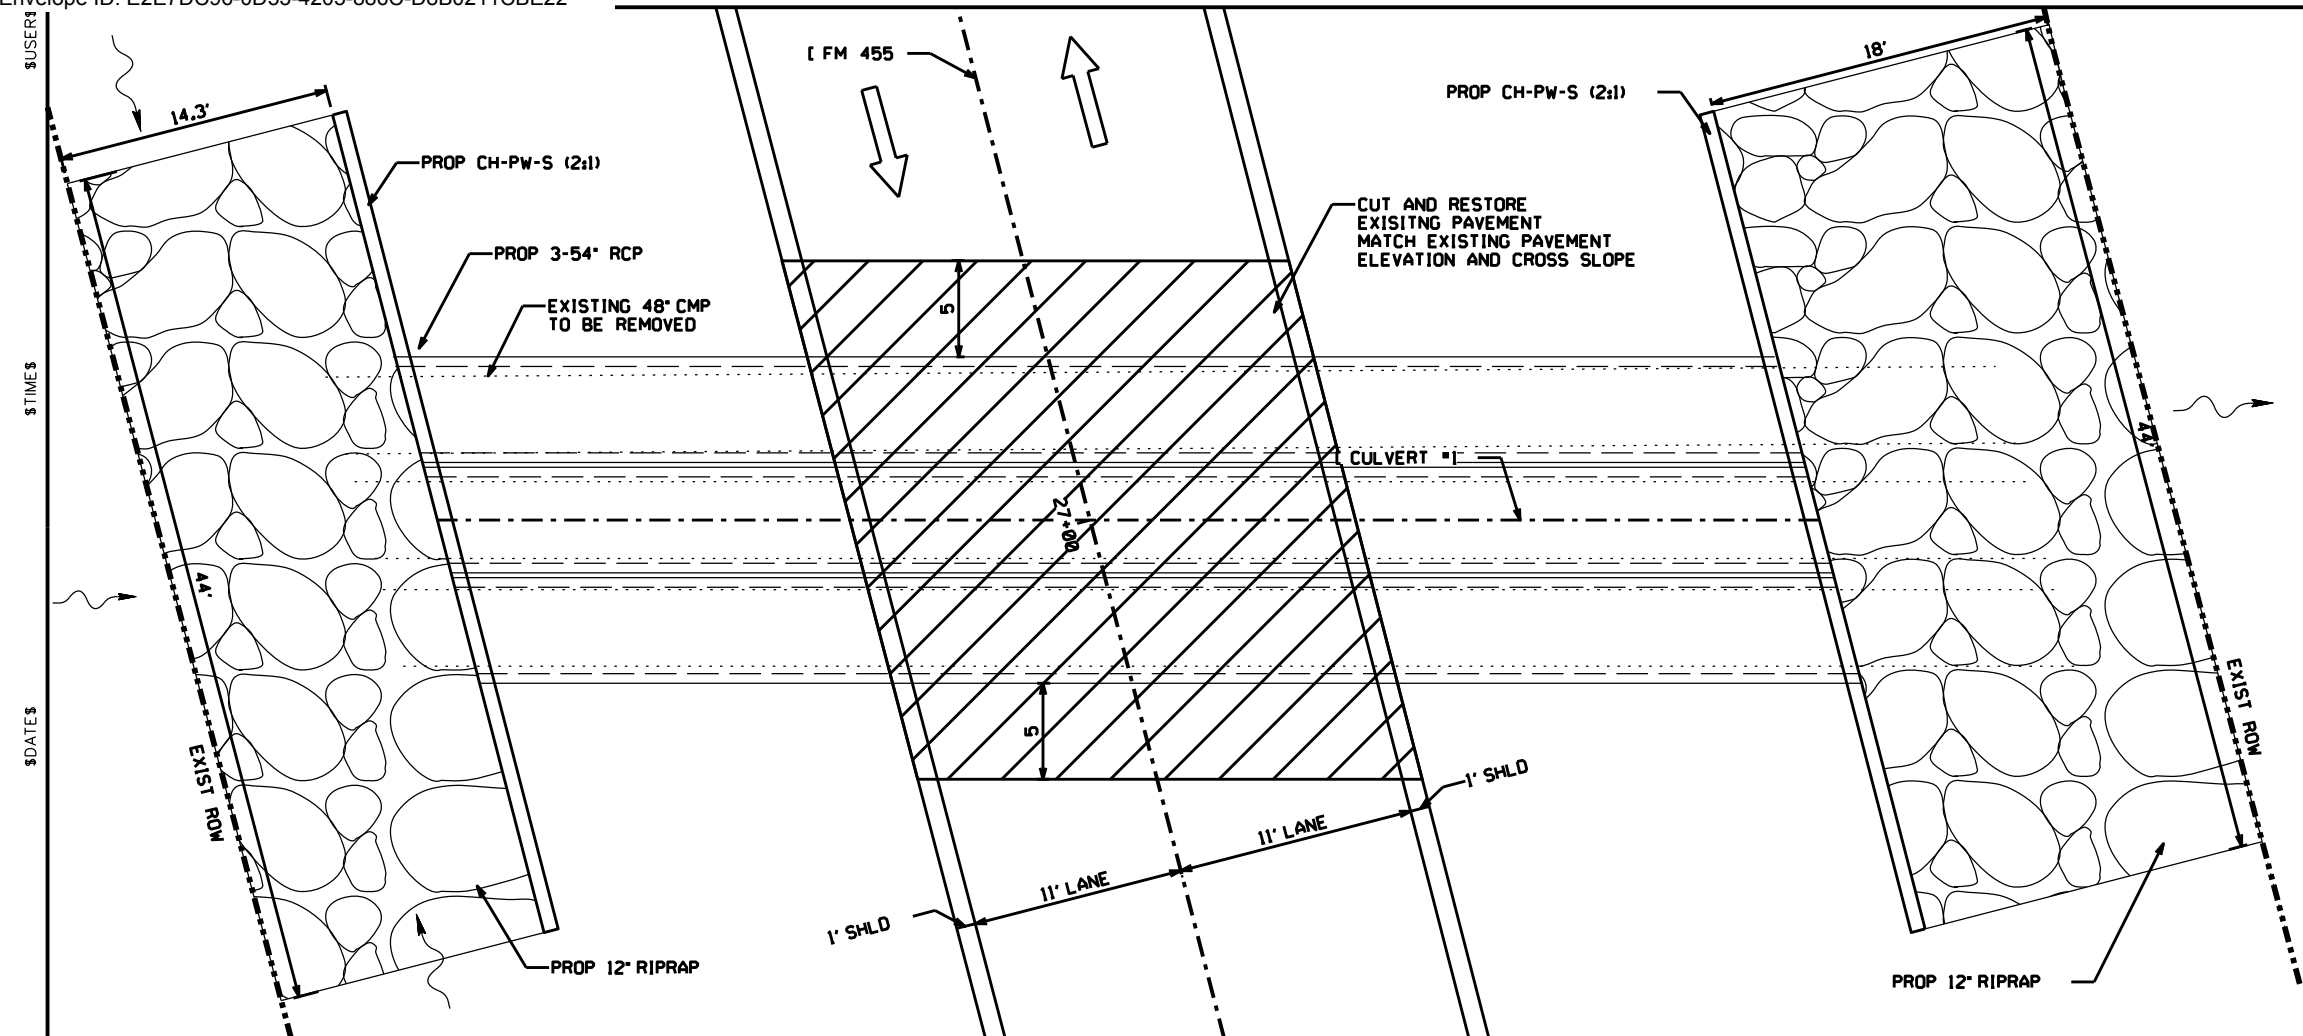 $USER$
$TIME$
$DATE$
14.3'
PROP CH-PW-S (2:1)
PROP 3-54" RCP
EXISTING 48" CMP
TO BE REMOVED
[ FM 455
PROP CH-PW-S (2:1)
18'
CUT AND RESTORE
EXISITNG PAVEMENT
MATCH EXISTING PAVEMENT
ELEVATION AND CROSS SLOPE
5
[ CULVERT #1
27+00
44'
44'
EXIST ROW
EXIST ROW
5
1' SHLD
11' LANE
11' LANE
1' SHLD
PROP 12" RIPRAP
PROP 12" RIPRAP